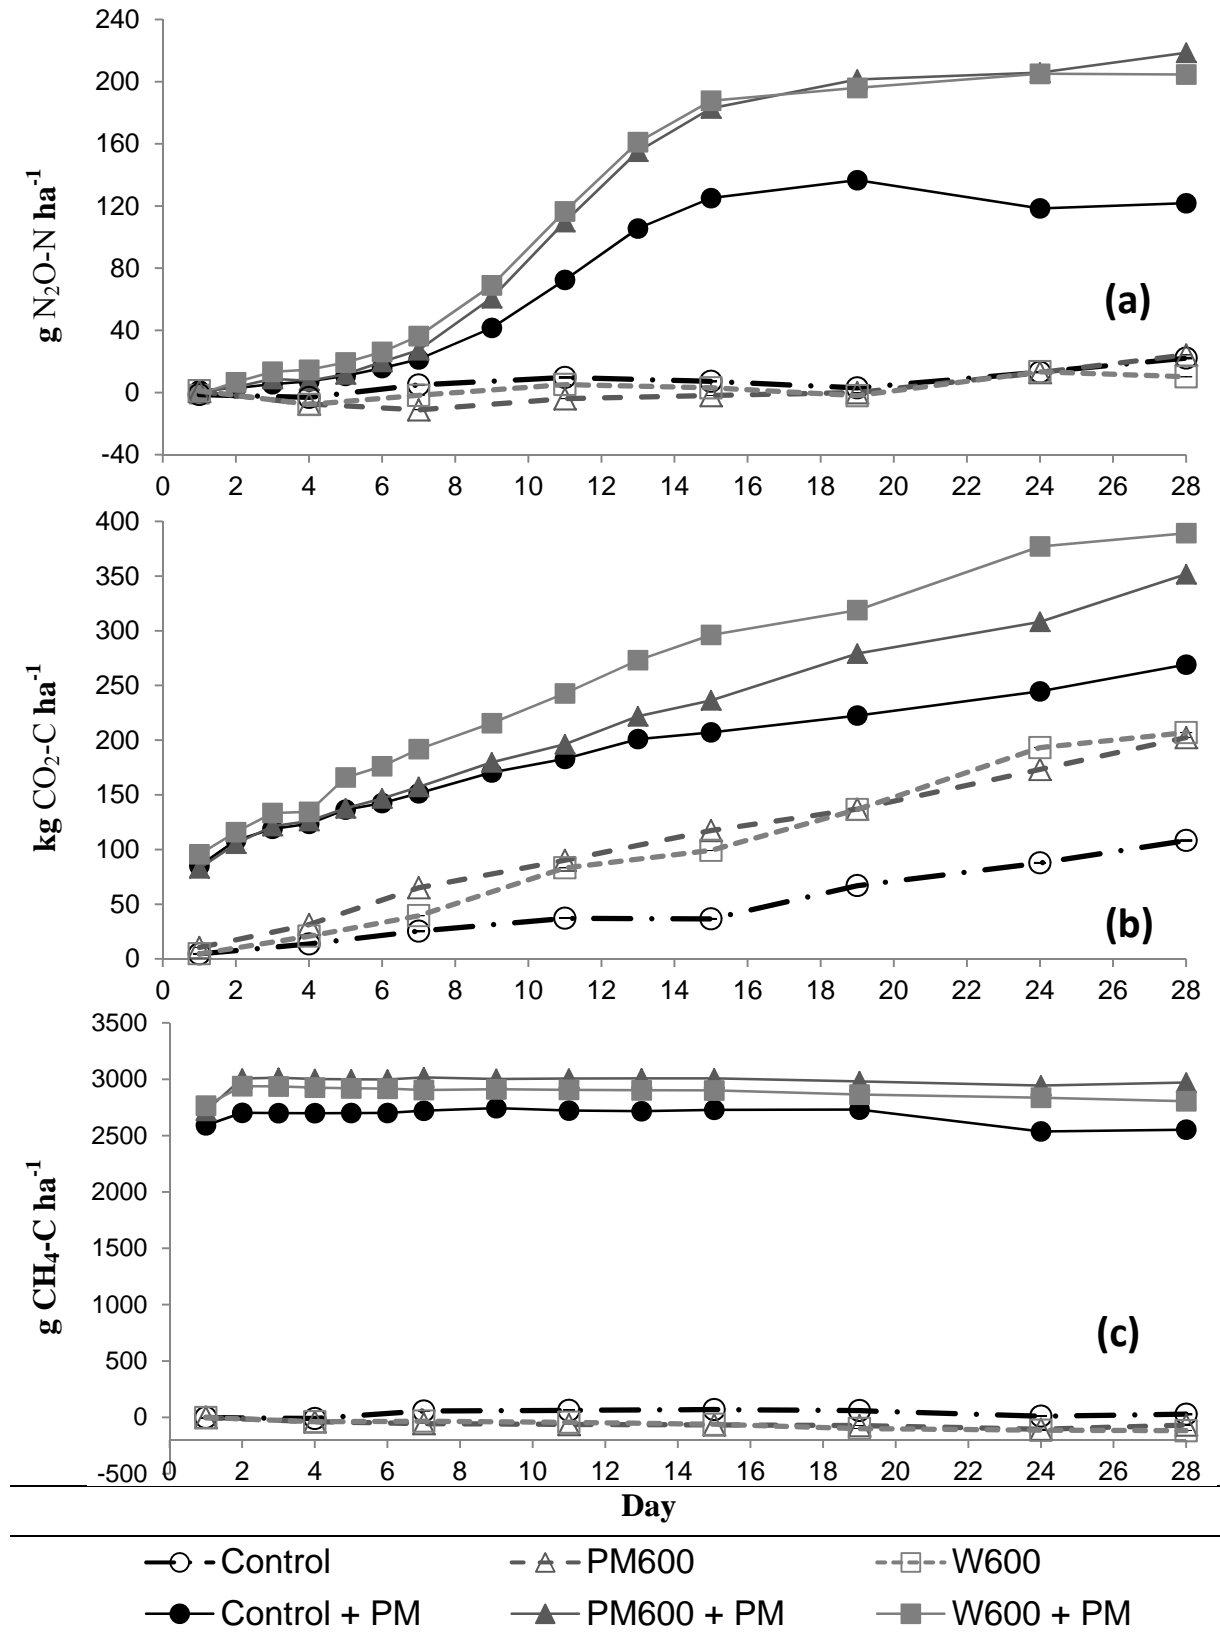 240
200
160
120
80
40
0
-40
g N₂O-N ha⁻¹
(a)
0 2 4 6 8 10 12 14 16 18 20 22 24 26 28
400
350
300
250
200
150
100
50
0
kg CO₂-C ha⁻¹
(b)
0 2 4 6 8 10 12 14 16 18 20 22 24 26 28
3500
3000
2500
2000
1500
1000
500
0
-500
g CH₄-C ha⁻¹
(c)
0 2 4 6 8 10 12 14 16 18 20 22 24 26 28
Day
Control PM600 W600
Control + PM PM600 + PM W600 + PM